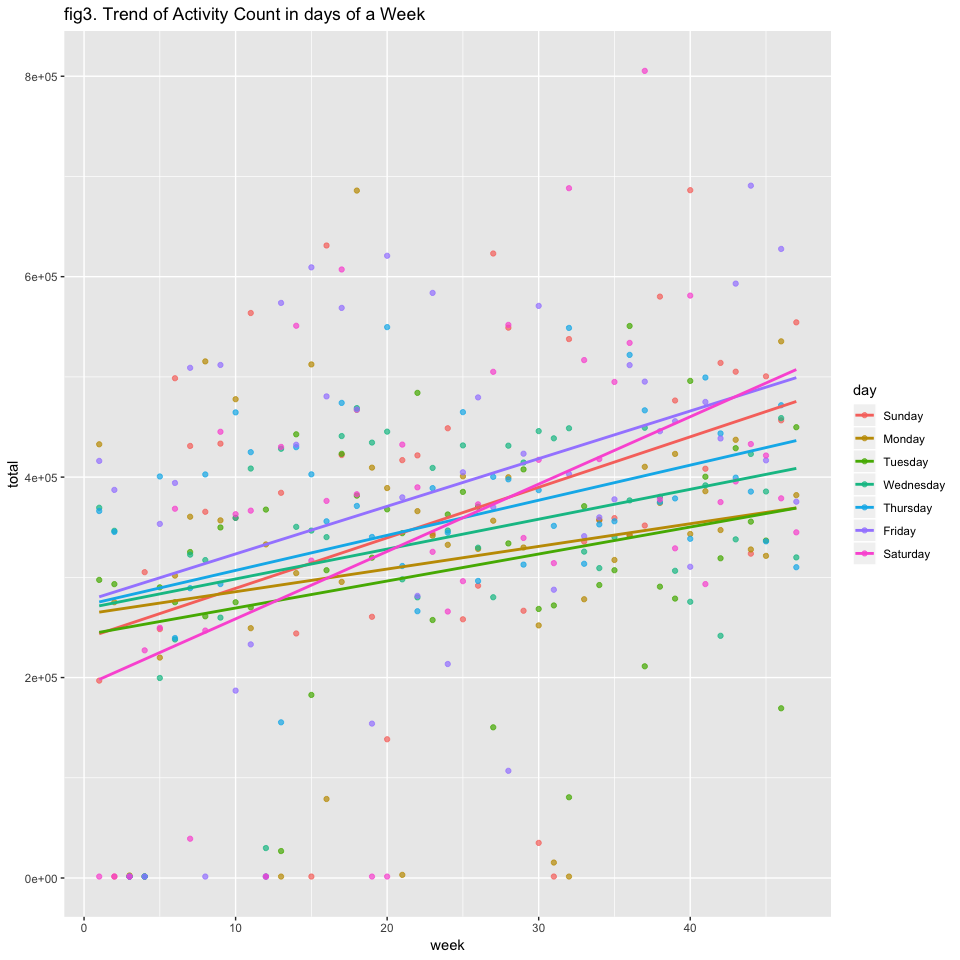 fig3. Trend of Activity Count in days of a Week
8e+05
6e+05
4e+05
2e+05
0e+00
total
0 10 20 30 40
week
day
Sunday
Monday
Tuesday
Wednesday
Thursday
Friday
Saturday